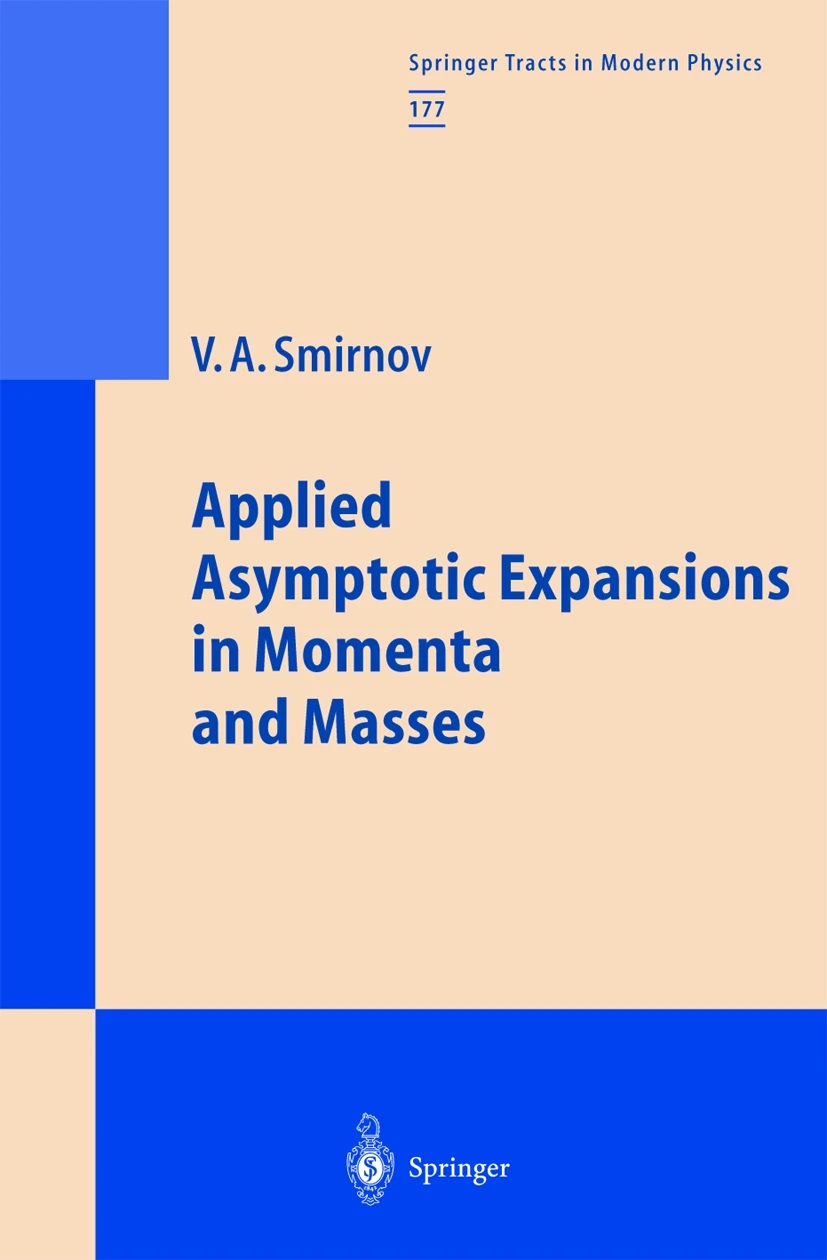 Springer Tracts in Modern Physics
177
V. A. Smirnov
Applied
Asymptotic Expansions
in Momenta
and Masses
Springer